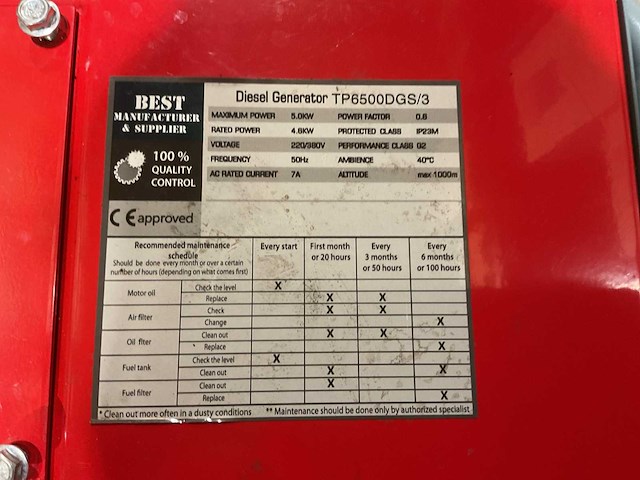 BEST
MANUFACTURER
& SUPPLIER
100 %
QUALITY
CONTROL
CE approved
Diesel Generator TP6500DGS/3
MAXIMUM POWER 5.0KW POWER FACTOR 0.8
RATED POWER 4.6KW PROTECTED CLASS IP23M
VOLTAGE 220/380V PERFORMANCE CLASS G2
FREQUENCY 50Hz AMBIENCE 40°C
AC RATED CURRENT 7A ALTITUDE max 1000m
Recommended maintenance
schedule
Should be done every month or over a certain
number of hours (depending on what comes first)
Every start
First month
or 20 hours
Every
3 months
or 50 hours
Every
6 months
or 100 hours
Motor oil Check the level X
Replace X X
Air filter Check X X
Change X
Oil filter Clean out X X
* Replace X
Fuel tank Check the level X
Clean out X X
Fuel filter Clean out X
Replace X
* Clean out more often in a dusty conditions ** Maintenance should be done only by authorized specialist